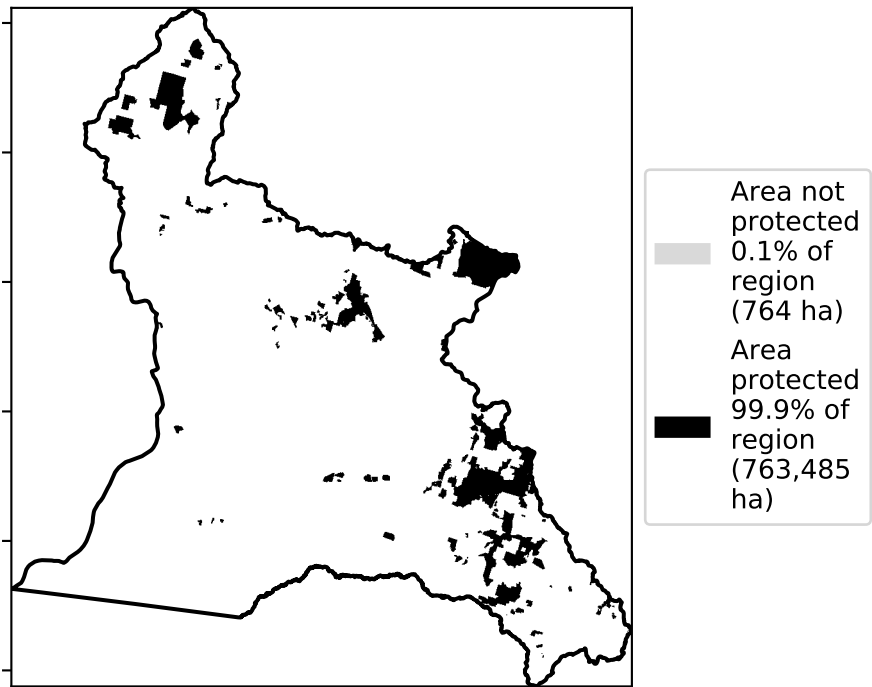 Area not
protected
0.1% of
region
(764 ha)
Area
protected
99.9% of
region
(763,485
ha)